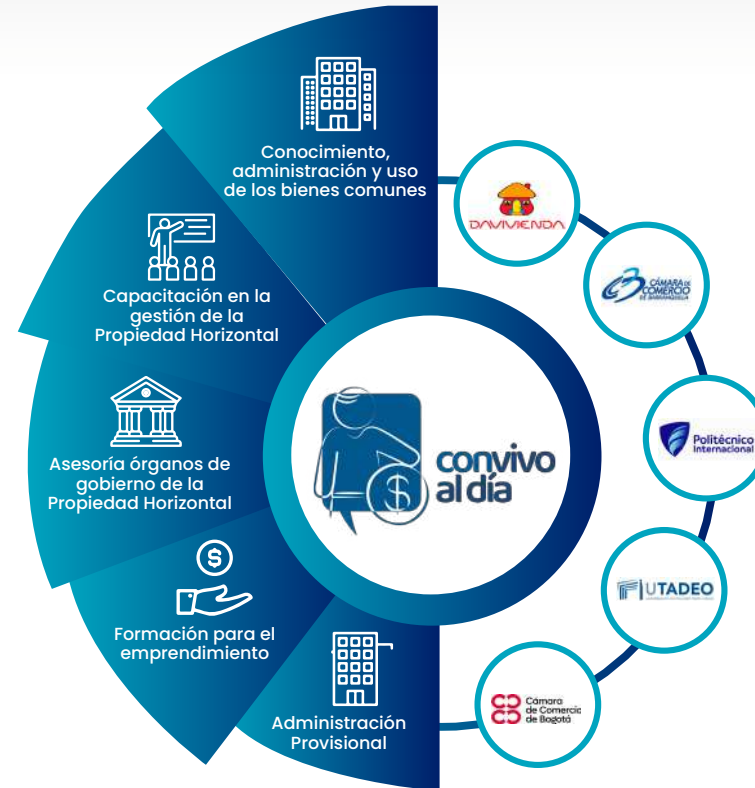 Conocimiento,
administración y uso
de los bienes comunes
Capacitación en la
gestión de la
Propiedad Horizontal
Asesoría órganos de
gobierno de la
Propiedad Horizontal
$
Formación para el
emprendimiento
Administración
Provisional
$
convivo
al día
DAVIVIENDA
CÁMARA DE
COMERCIO
DE BARRANQUILLA
Politécnico
Internacional
UTADEO
Cámara
de Comercio
de Bogotá